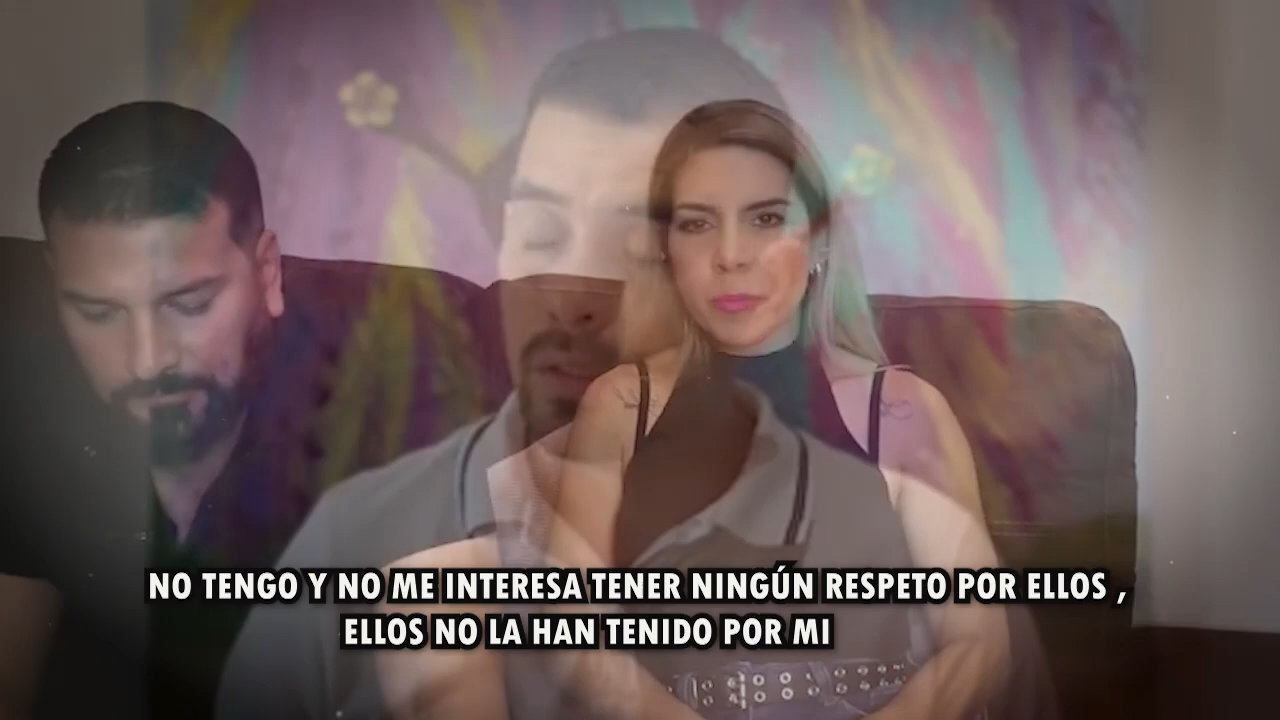 NO TENGO Y NO ME INTERESA TENER NINGÚN RESPETO POR ELLOS ,
ELLOS NO LA HAN TENIDO POR MI